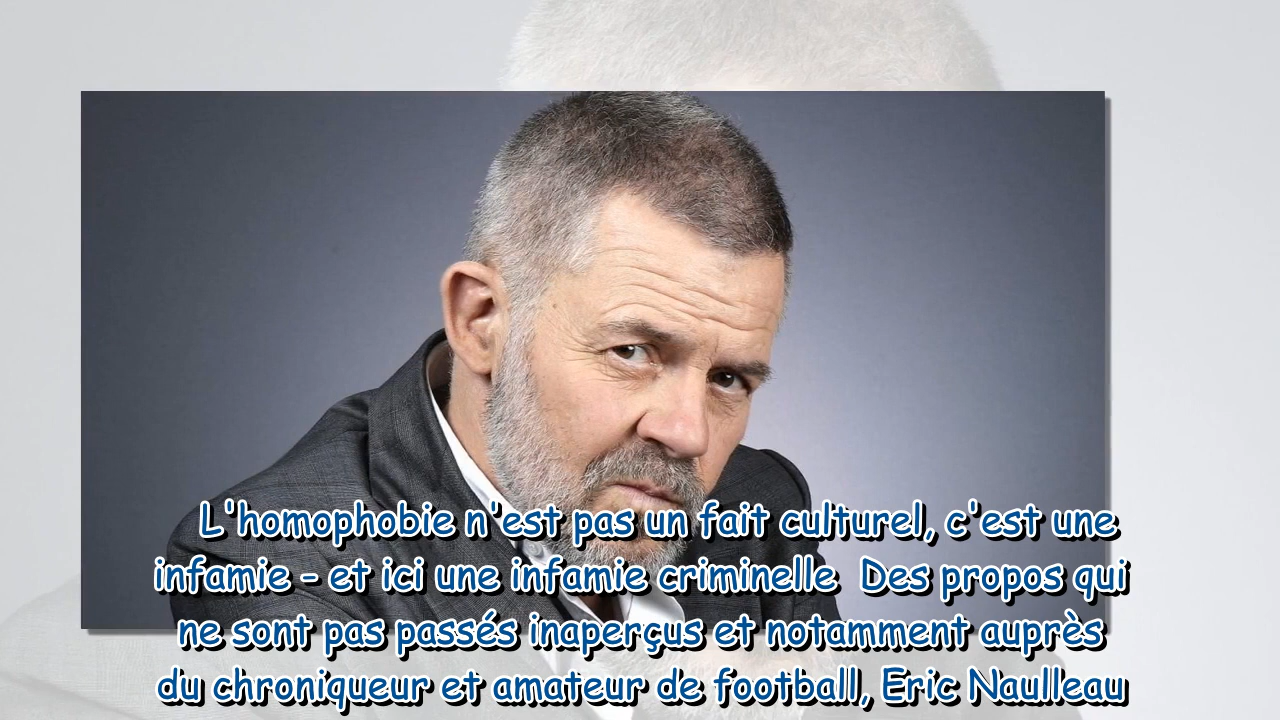 L'homophobie n'est pas un fait culturel, c'est une
infamie - et ici une infamie criminelle  Des propos qui
ne sont pas passés inaperçus et notamment auprès
du chroniqueur et amateur de football, Eric Naulleau